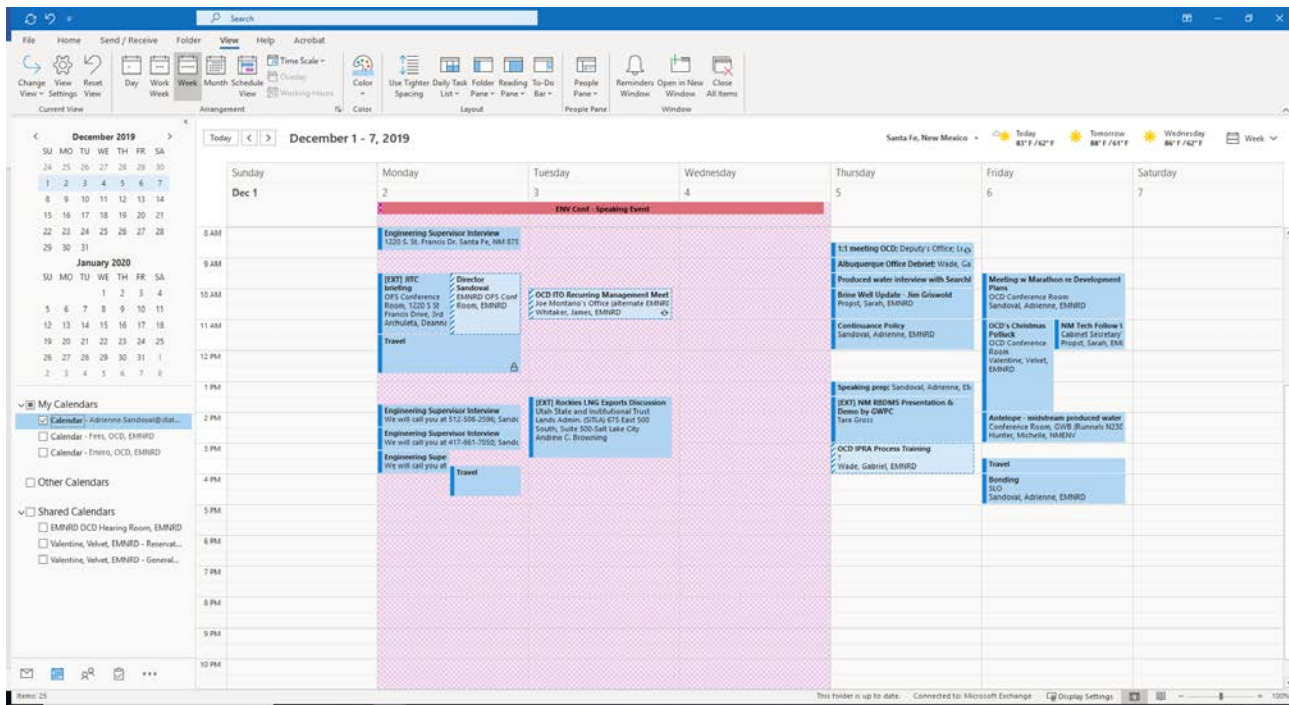 Search
File Home Send / Receive Folder View Help Acrobat
Change View View Settings Reset View
Current View
Day Work Week Week Month Schedule View
Time Scale
Overlay
Working Hours
Arrangement
Color
Color
Use Tighter Spacing Daily Task List Folder Pane Reading Pane To-Do Bar
Layout
People Pane
People Pane
Reminders Window Open in New Window Close All Items
Window
December 2019
SU MO TU WE TH FR SA
24 25 26 27 28 29 30
1 2 3 4 5 6 7
8 9 10 11 12 13 14
15 16 17 18 19 20 21
22 23 24 25 26 27 28
29 30 31
January 2020
SU MO TU WE TH FR SA
1 2 3 4
5 6 7 8 9 10 11
12 13 14 15 16 17 18
19 20 21 22 23 24 25
26 27 28 29 30 31 1
2 3 4 5 6 7 8
My Calendars
Calendar - Adrienne.Sandoval@stat...
Calendar - Fees, OCD, EMNRD
Calendar - Enviro, OCD, EMNRD
Other Calendars
Shared Calendars
EMNRD OCD Hearing Room, EMNRD
Valentine, Velvet, EMNRD - Reservat...
Valentine, Velvet, EMNRD - General...
Today
December 1 - 7, 2019
Santa Fe, New Mexico
Today
83°F/62°F
Tomorrow
88°F/61°F
Wednesday
86°F/62°F
Week
Sunday Monday Tuesday Wednesday Thursday Friday Saturday
Dec 1 2 3 4 5 6 7
ENV Conf - Speaking Event
8 AM
9 AM
10 AM
11 AM
12 PM
1 PM
2 PM
3 PM
4 PM
5 PM
6 PM
7 PM
8 PM
9 PM
10 PM
Engineering Supervisor Interview
1220 S. St. Francis Dr. Santa Fe, NM 875
briefing
OFS Conference
Room, 1220 S St
Francis Drive, 3rd
Archuleta, Deanna
Director
Sandoval
EMNRD OFS Conf
Room, EMNRD
Travel
Engineering Supervisor Interview
We will call you at 512-508-2596; Sando
Engineering Supervisor Interview
We will call you at 417-661-7050; Sando
Engineering Supe
We will call you at
Travel
OCD ITO Recurring Management Meet
Joe Montano's Office (alternate EMNRD
Whitaker, James, EMNRD
[EXT] Rockies LNG Exports Discussion
Utah State and Institutional Trust
Lands Admin. (SITLA) 675 East 500
South, Suite 500-Salt Lake City
Andrew C. Browning
1:1 meeting OCD; Deputy's Office;
Albuquerque Office Debrief; Wade, Ga
Produced water interview with Searchl
Brine Well Update - Jim Griswold
Propst, Sarah, EMNRD
Continuance Policy
Sandoval, Adrienne, EMNRD
Speaking prep; Sandoval, Adrienne,
[EXT] NM RBDMS Presentation &
Demo by GWPC
Tara Gross
OCD IPRA Process Training
?
Wade, Gabriel, EMNRD
Meeting w Marathon re Development
Plans
OCD Conference Room
Sandoval, Adrienne, EMNRD
OCD's Christmas
Potluck
OCD Conference
Room
Valentine, Velvet,
EMNRD
NM Tech Follow
Cabinet Secretary'
Propst, Sarah, EMI
Antelope - midstream produced water
Conference Room, GWB (Runnels N230
Hunter, Michelle, NMENV
Travel
Bonding
SLO
Sandoval, Adrienne, EMNRD
Items: 25
This folder is up to date. Connected to: Microsoft Exchange Display Settings 100%